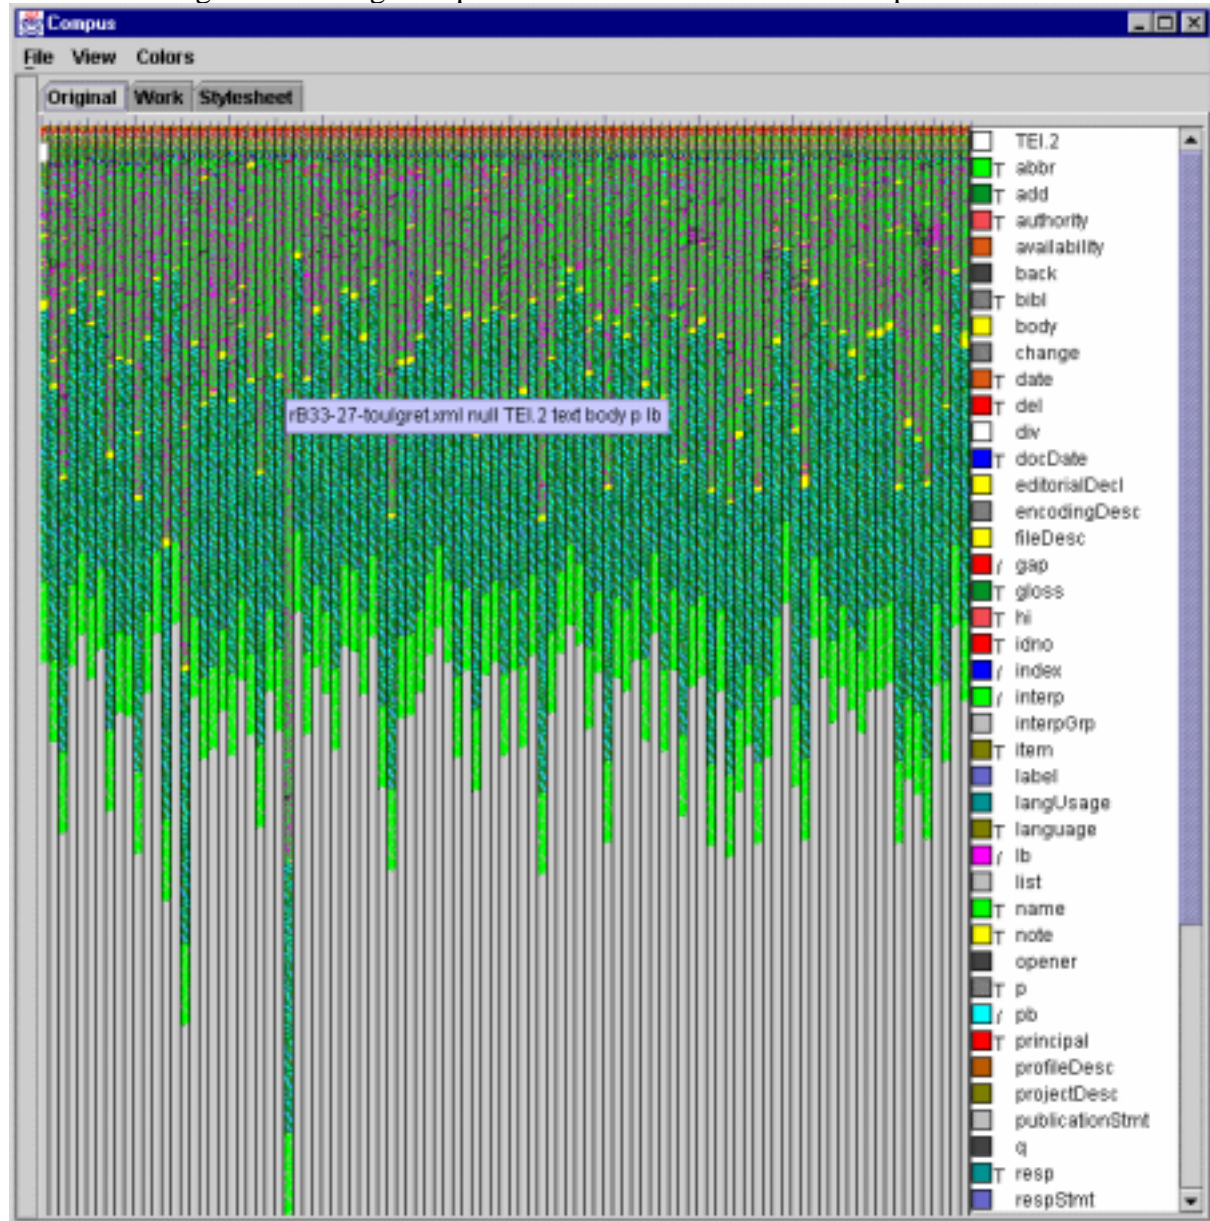 Compus
File View Colors
Original Work Stylesheet
TEI.2
T abbr
T add
T authority
availability
back
T bibl
body
change
T date
T del
div
T docDate
editorialDecl
encodingDesc
fileDesc
/ gap
T gloss
T hi
T idno
/ index
/ interp
interpGrp
T item
label
langUsage
T language
/ lb
list
T name
T note
opener
T p
/ pb
T principal
profileDesc
projectDesc
publicationStmt
q
T resp
respStmt
rB33-27-toulgret.xml null TEI.2 text body p lb